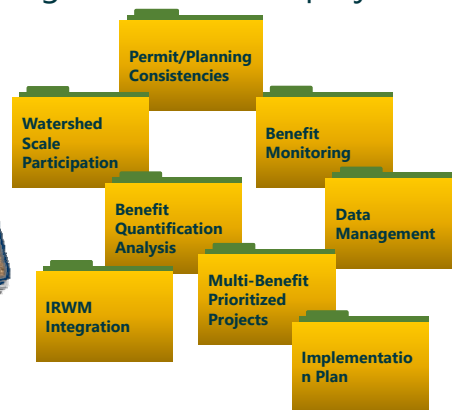 Permit/Planning
Consistencies
Watershed
Scale
Participation
Benefit
Monitoring
Benefit
Quantification
Analysis
Data
Management
IRWM
Integration
Multi-Benefit
Prioritized
Projects
Implementatio
n Plan